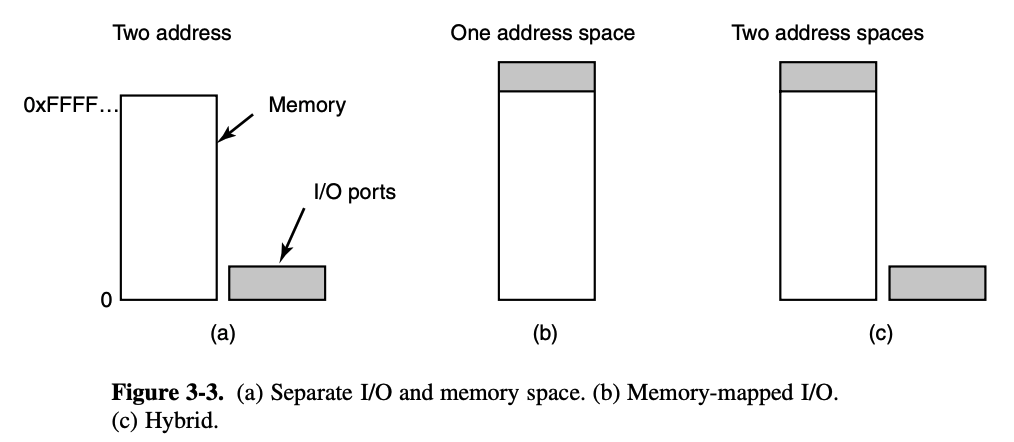 Two address
One address space
Two address spaces
0xFFFF…
Memory
I/O ports
0
(a)
(b)
(c)
Figure 3-3. (a) Separate I/O and memory space. (b) Memory-mapped I/O.
(c) Hybrid.